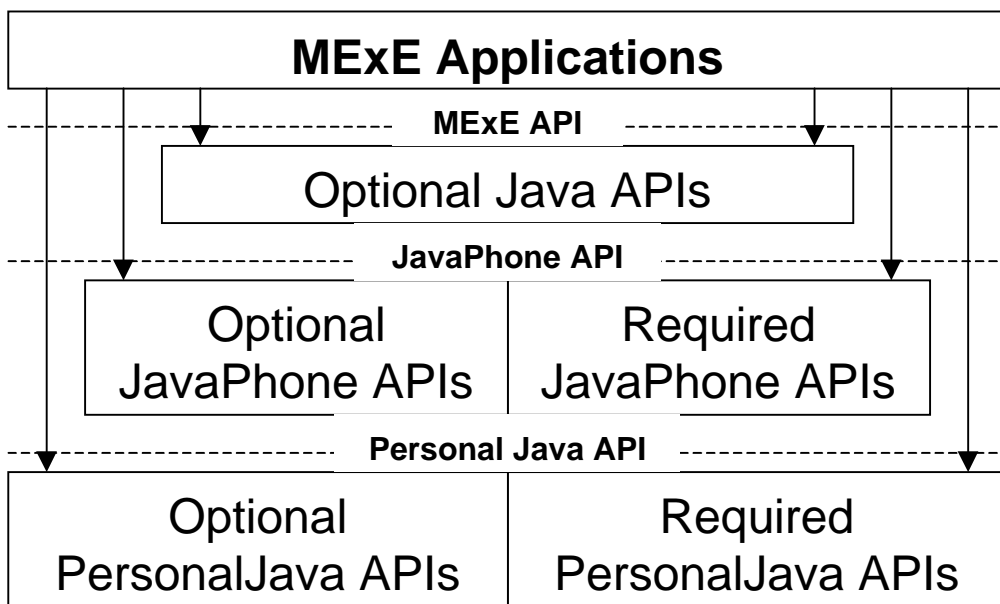 MExE Applications
MExE API
Optional Java APIs
JavaPhone API
Optional
JavaPhone APIs
Required
JavaPhone APIs
Personal Java API
Optional
PersonalJava APIs
Required
PersonalJava APIs